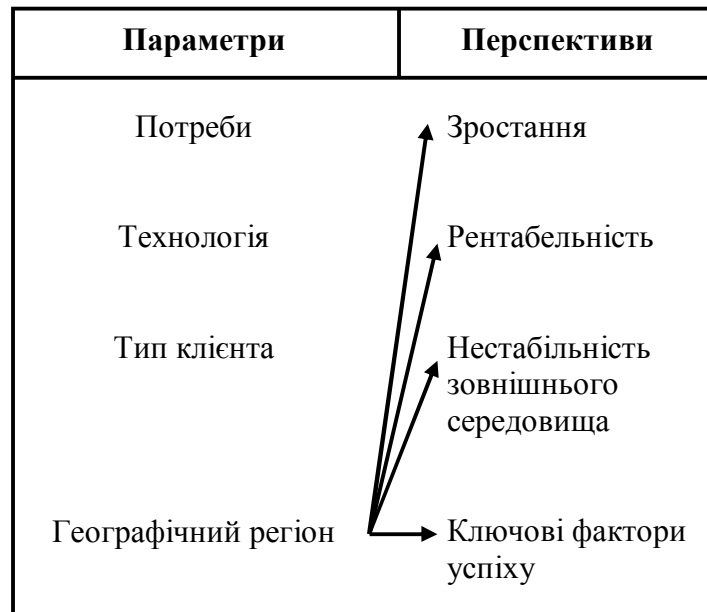 Параметри Перспективи
Потреби Зростання
Технологія Рентабельність
Тип клієнта Нестабільність
зовнішнього
середовища
Географічний регіон Ключові фактори
успіху